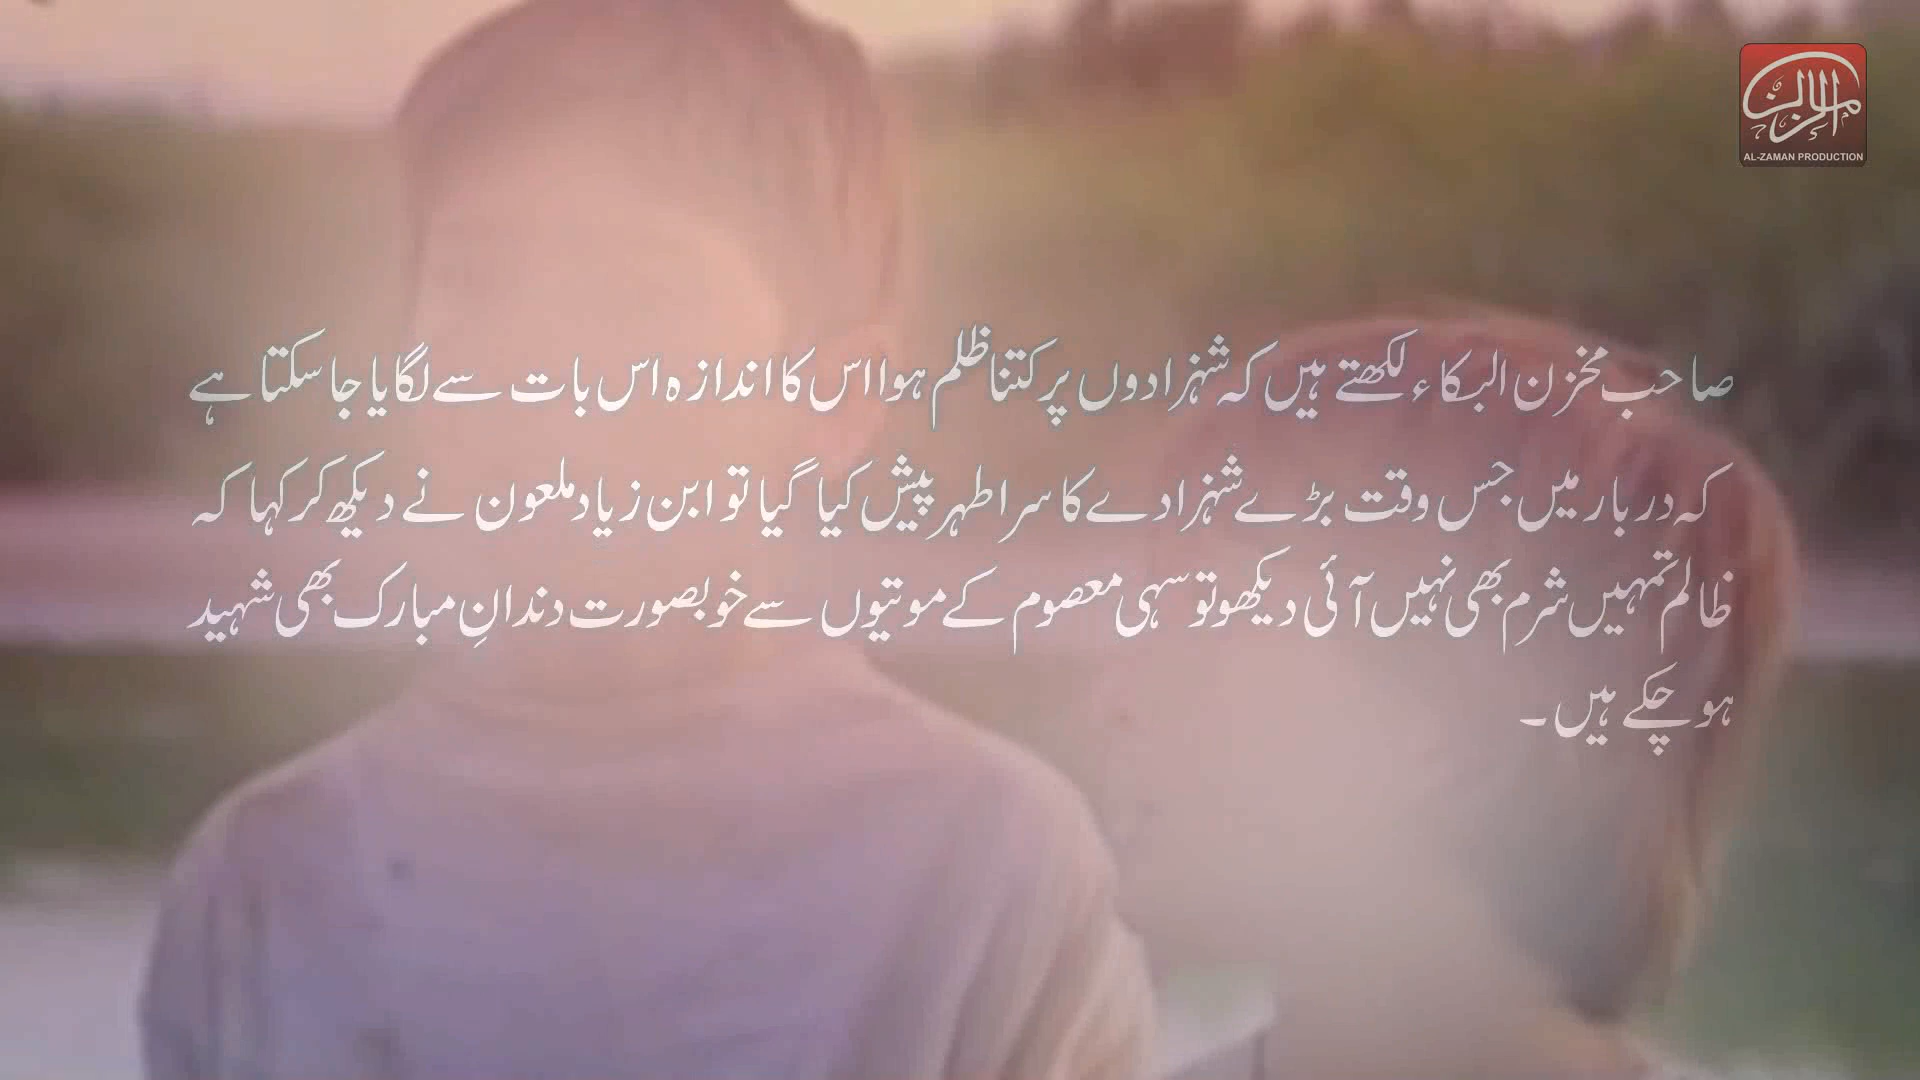 AL-ZAMAN PRODUCTION
صاحب مخزن البکاء لکھتے ہیں کہ شہزادوں پر کتنا ظلم ہوا اس کا اندازہ اس بات سے لگایا جا سکتا ہے
کہ دربار میں جس وقت بڑے شہزادے کا سر اطہر پیش کیا گیا تو ابن زیاد ملعون نے دیکھ کر کہا کہ
ظالم تمہیں شرم بھی نہیں آئی دیکھو تو سہی معصوم کے موتیوں سے خوبصورت دندانِ مبارک بھی شہید
ہو چکے ہیں۔